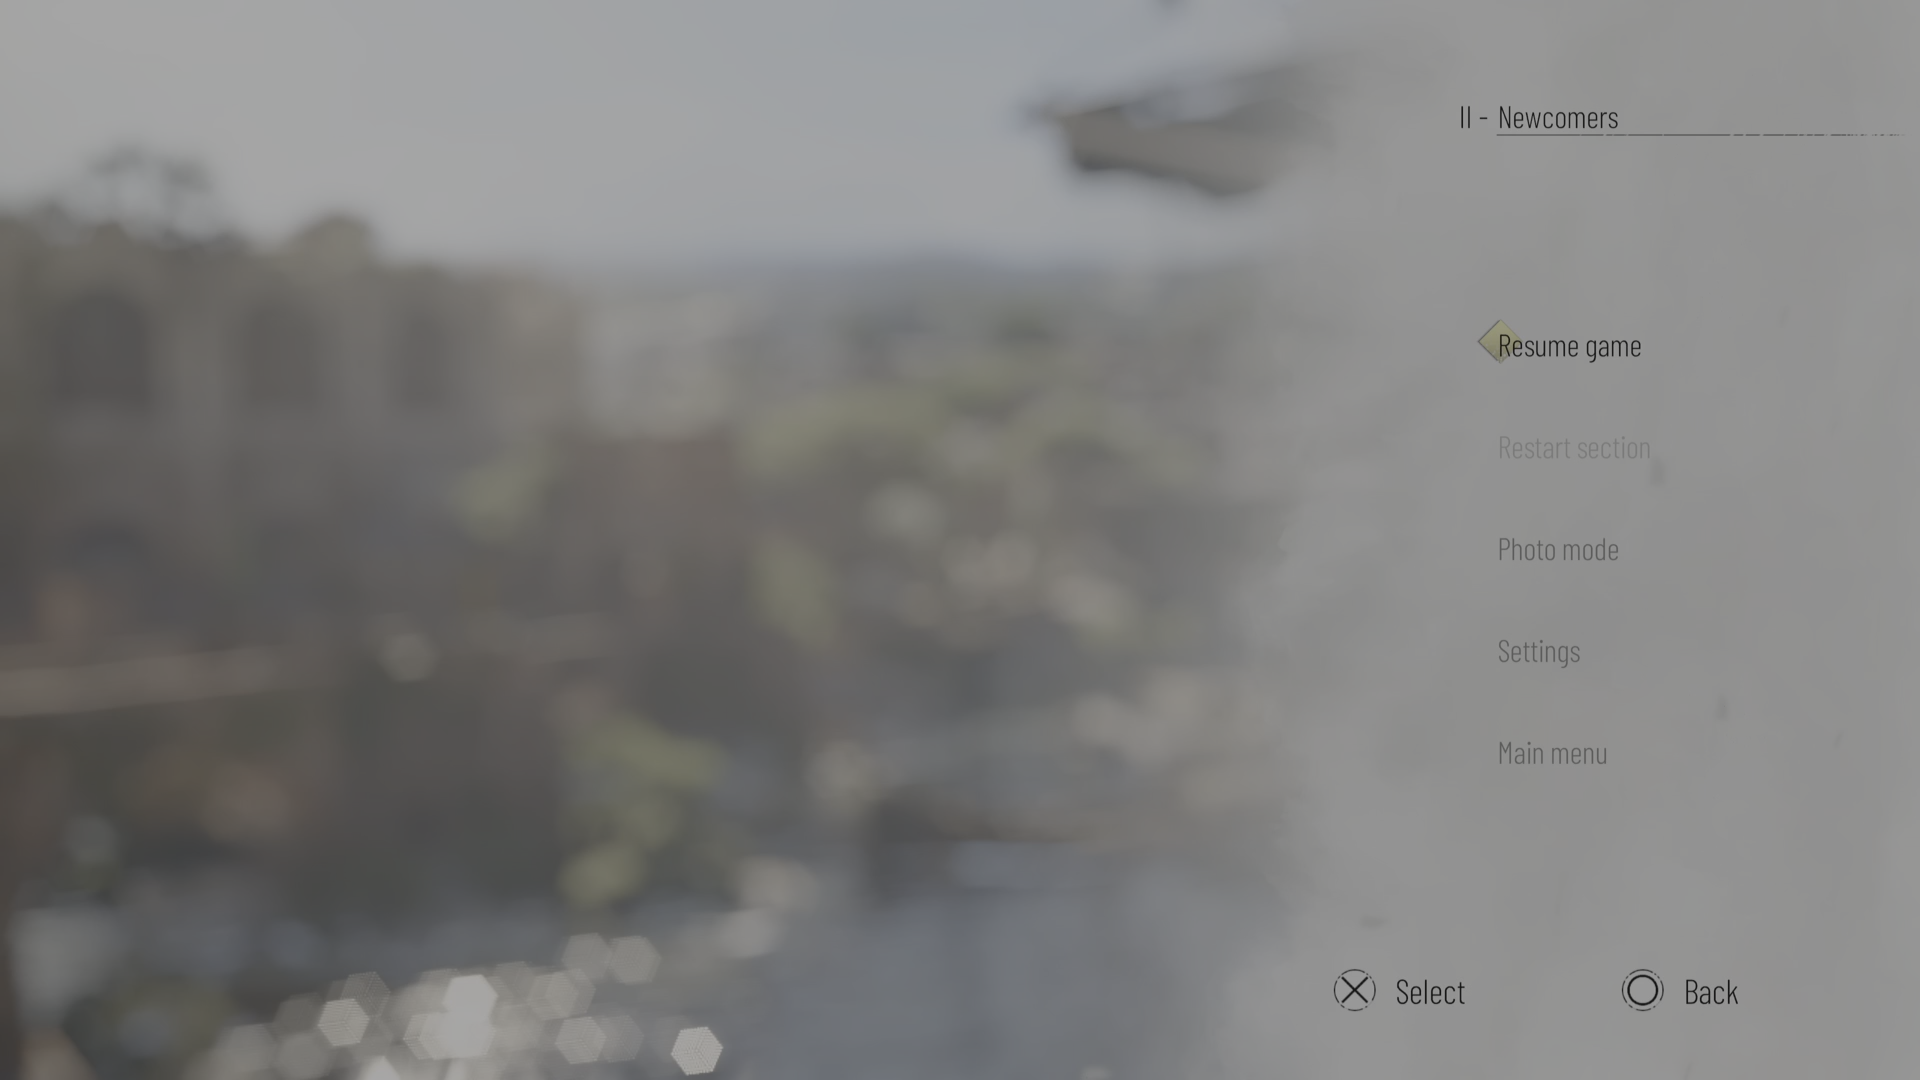 II - Newcomers
Resume game
Restart section
Photo mode
Settings
Main menu
Select
Back